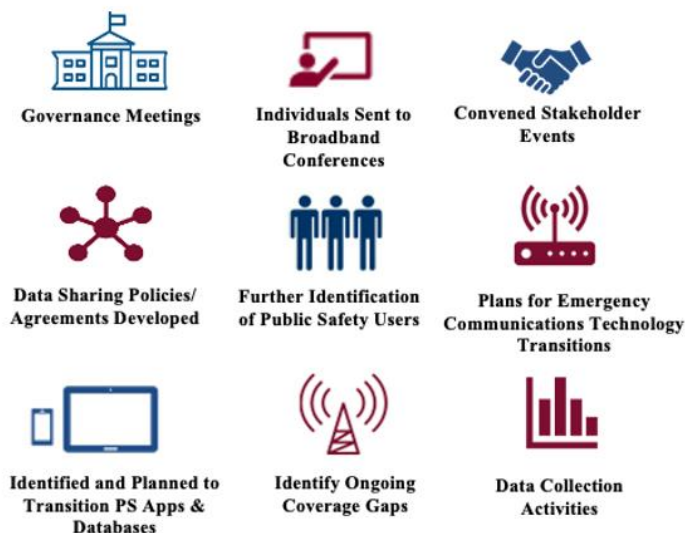 Governance Meetings
Individuals Sent to
Broadband
Conferences
Convened Stakeholder
Events
Data Sharing Policies/
Agreements Developed
Further Identification
of Public Safety Users
Plans for Emergency
Communications Technology
Transitions
Identified and Planned to
Transition PS Apps &
Databases
Identify Ongoing
Coverage Gaps
Data Collection
Activities